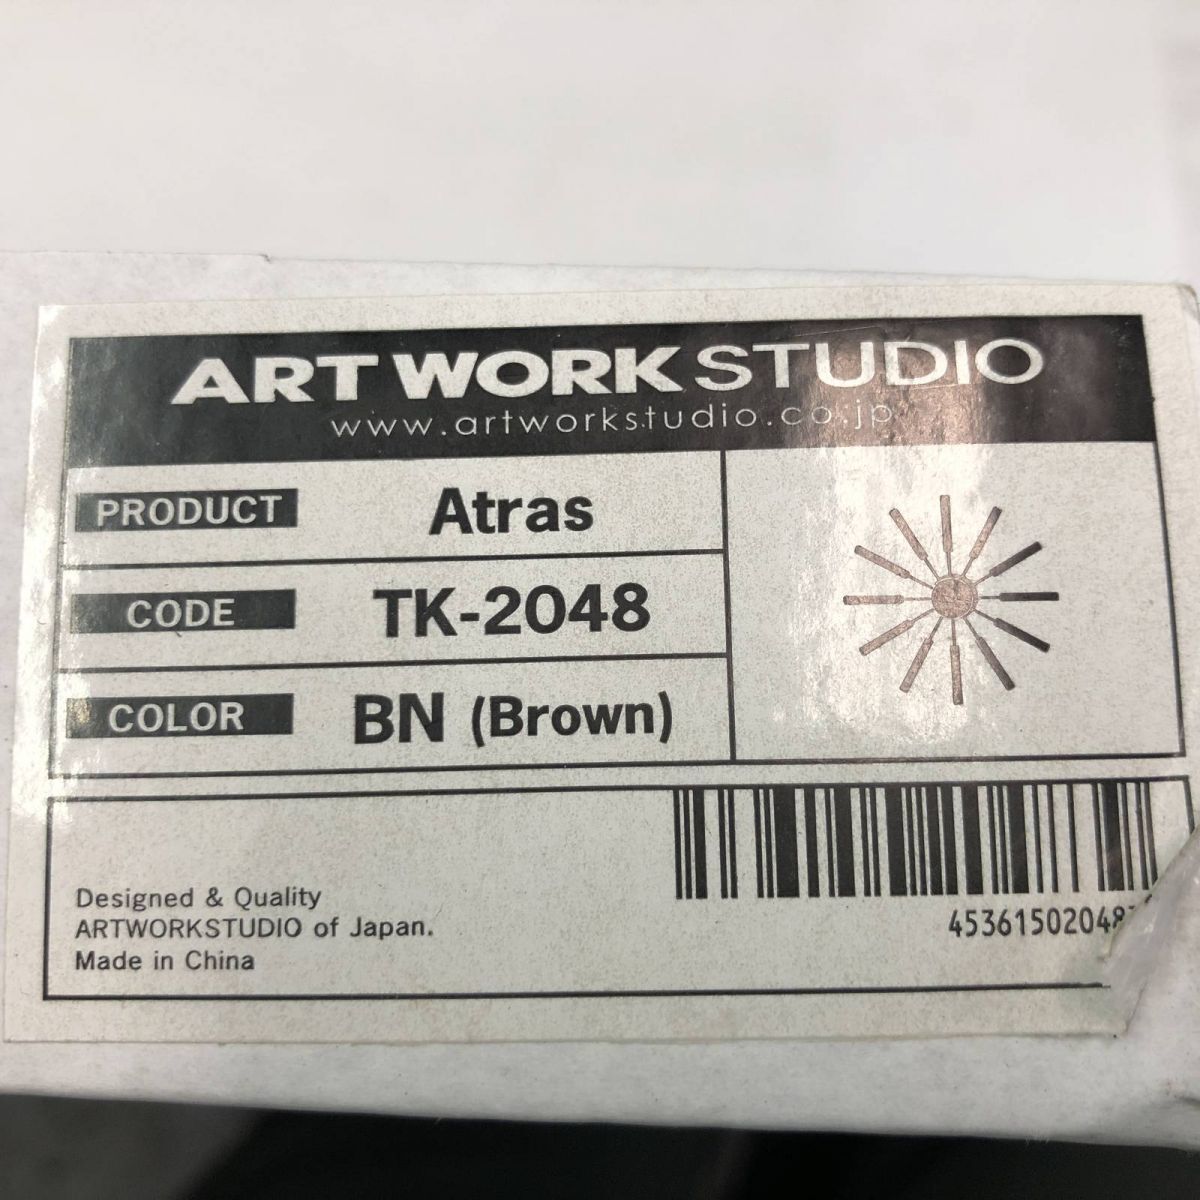 ART WORK STUDIO
www.artworkstudio.co.jp
PRODUCT Atras
CODE TK-2048
COLOR BN (Brown)
Designed & Quality
ARTWORKSTUDIO of Japan.
Made in China